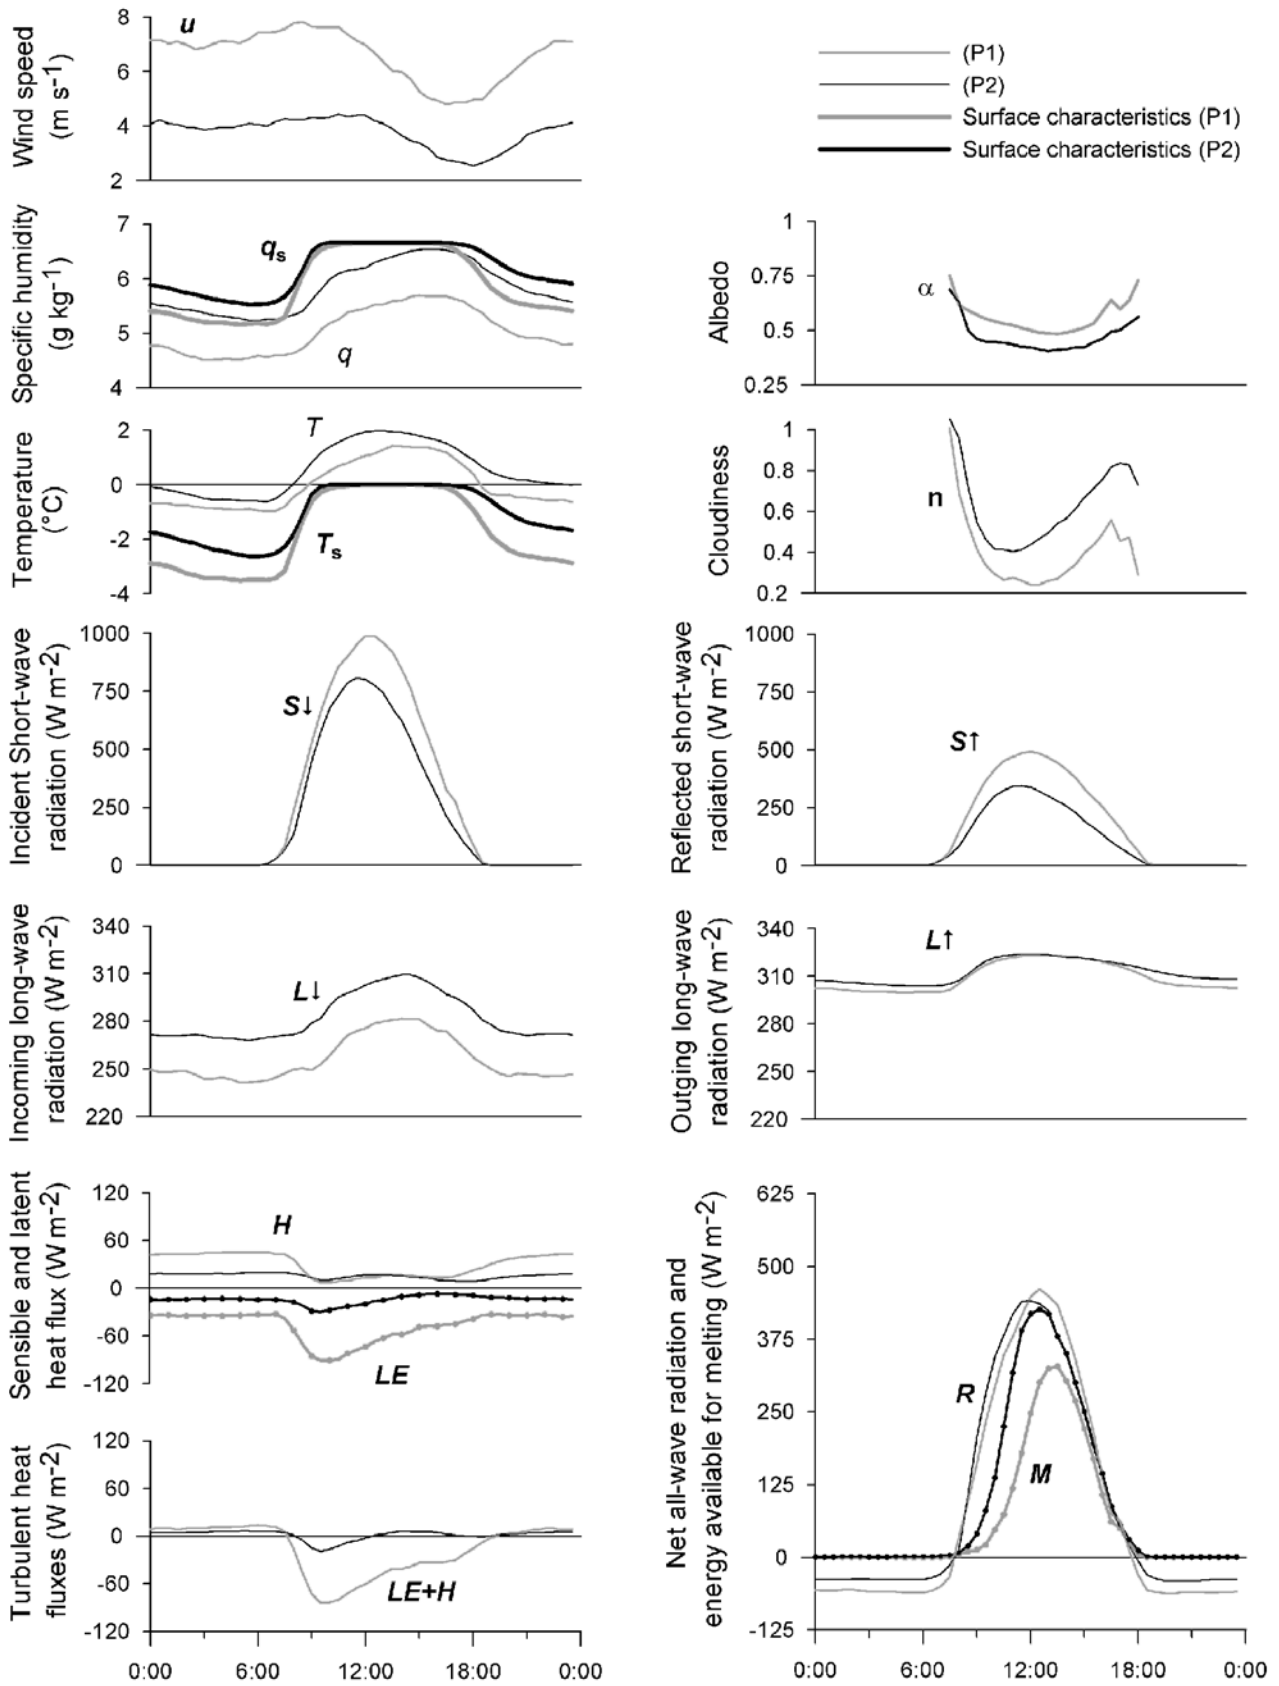 Wind speed
(m s-1)
8
6
4
2
u
(P1)
(P2)
Surface characteristics (P1)
Surface characteristics (P2)
Specific humidity
(g kg-1)
7
6
5
4
qs
q
Albedo
1
0.75
0.5
0.25
α
Temperature
(°C)
2
0
-2
-4
T
Ts
Cloudiness
1
0.8
0.6
0.4
0.2
n
Incident Short-wave
radiation (W m-2)
1000
750
500
250
0
S↓
Reflected short-wave
radiation (W m-2)
1000
750
500
250
0
S↑
Incoming long-wave
radiation (W m-2)
340
310
280
250
220
L↓
Outging long-wave
radiation (W m-2)
340
310
280
250
220
L↑
Sensible and latent
heat flux (W m-2)
120
60
0
-60
-120
H
LE
Turbulent heat
fluxes (W m-2)
120
60
0
-60
-120
LE+H
0:00 6:00 12:00 18:00 0:00
Net all-wave radiation and
energy available for melting (W m-2)
625
500
375
250
125
0
-125
R
M
0:00 6:00 12:00 18:00 0:00